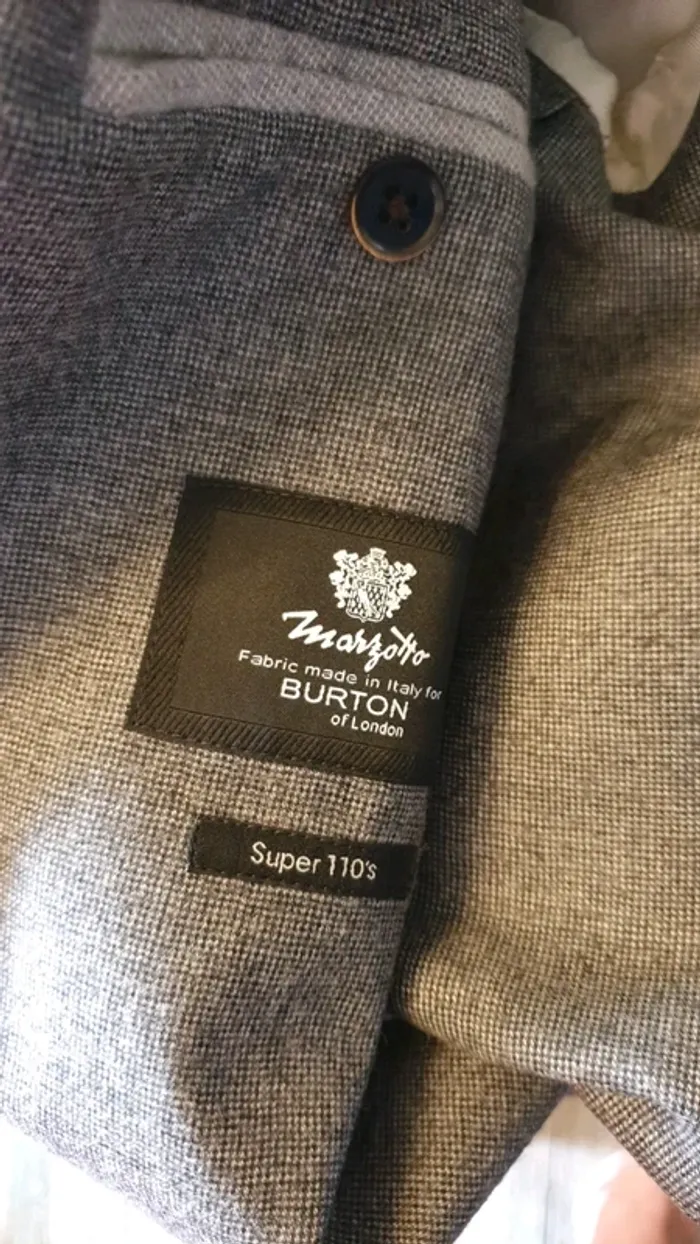 Marzotto
Fabric made in Italy for
BURTON
of London
Super 110's